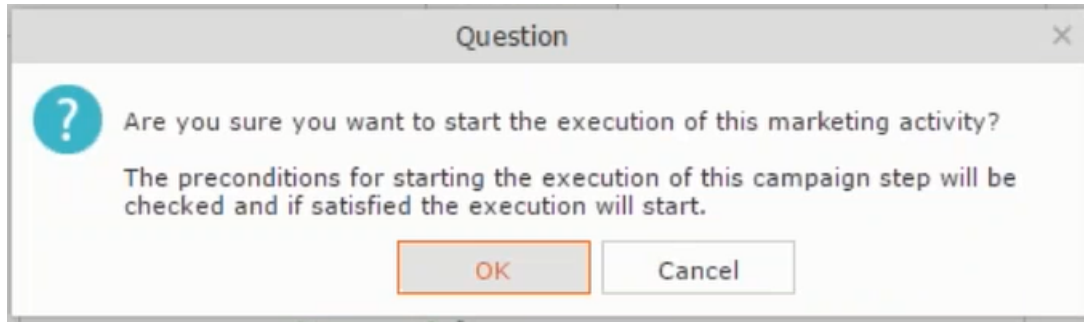 Question
Are you sure you want to start the execution of this marketing activity?
The preconditions for starting the execution of this campaign step will be
checked and if satisfied the execution will start.
OK Cancel